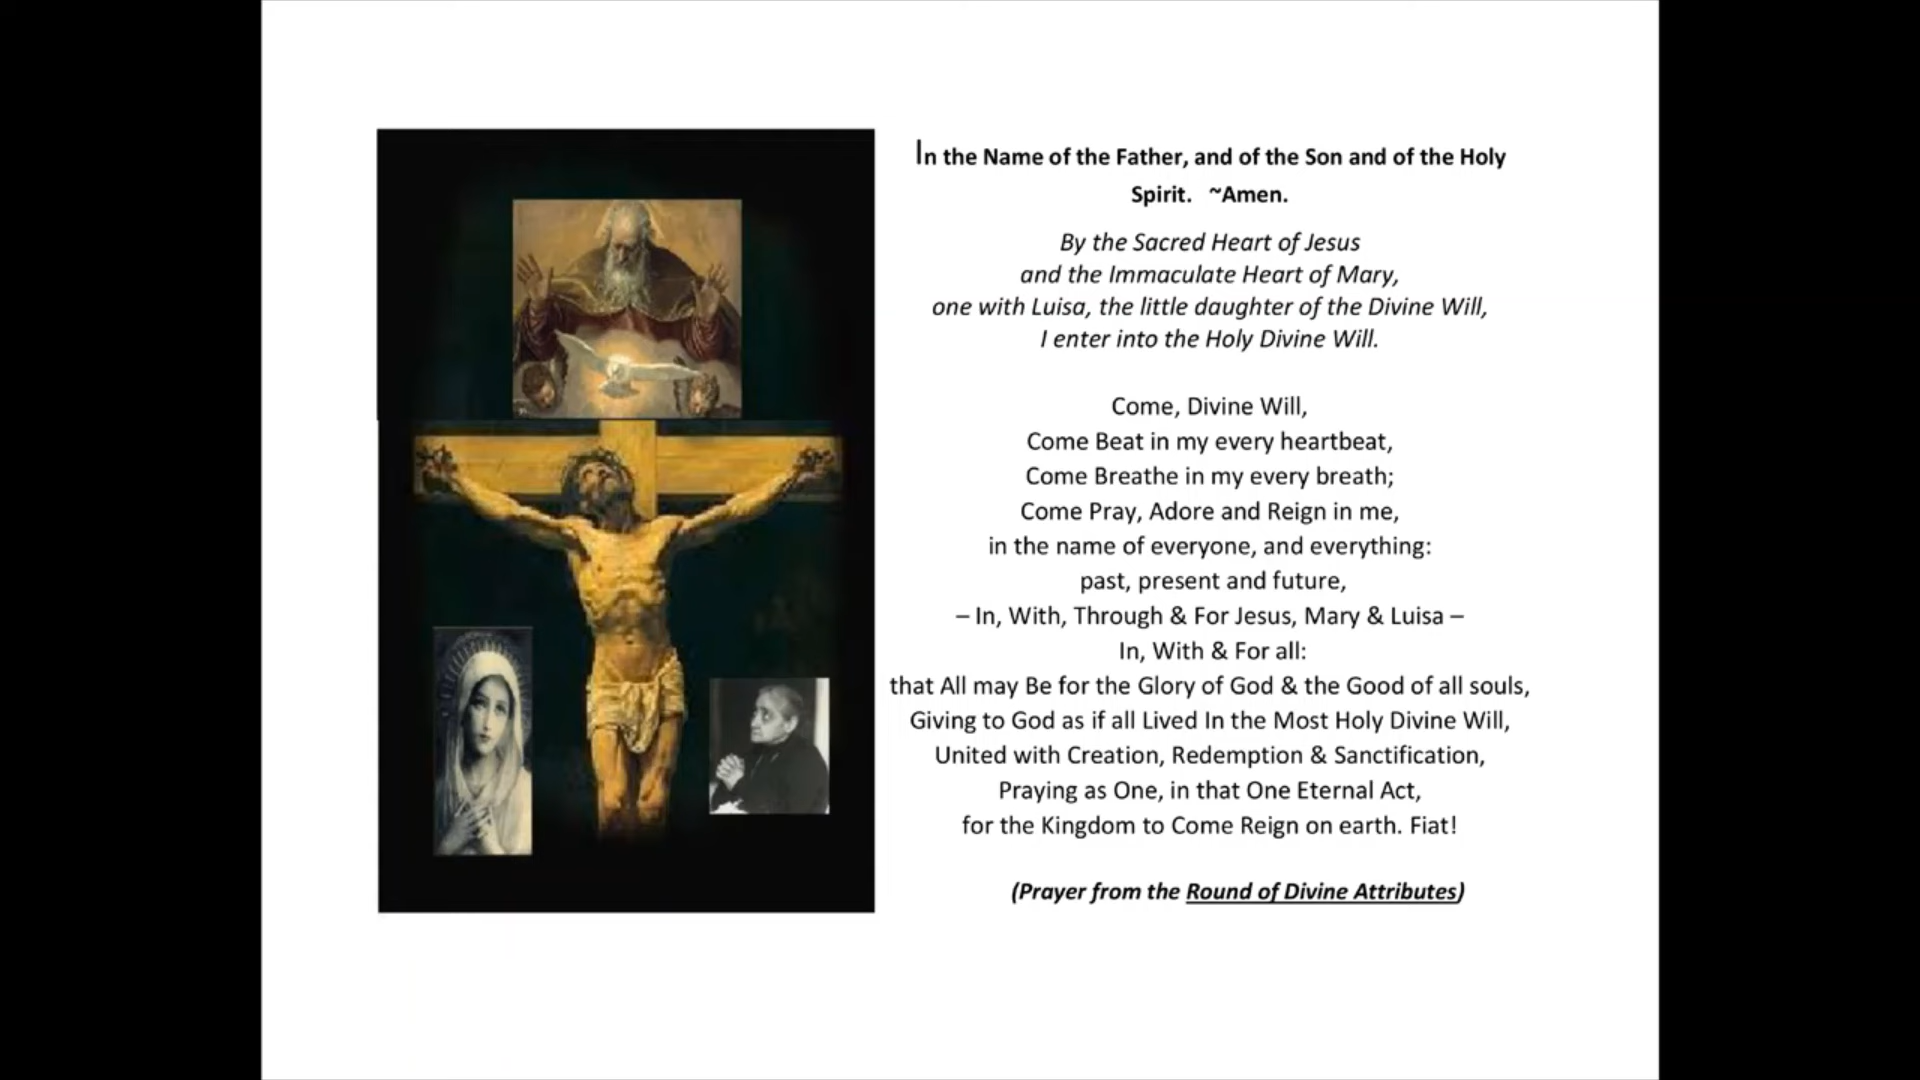 In the Name of the Father, and of the Son and of the Holy
Spirit.   ~Amen.
By the Sacred Heart of Jesus
and the Immaculate Heart of Mary,
one with Luisa, the little daughter of the Divine Will,
I enter into the Holy Divine Will.
Come, Divine Will,
Come Beat in my every heartbeat,
Come Breathe in my every breath;
Come Pray, Adore and Reign in me,
in the name of everyone, and everything:
past, present and future,
– In, With, Through & For Jesus, Mary & Luisa –
In, With & For all:
that All may Be for the Glory of God & the Good of all souls,
Giving to God as if all Lived In the Most Holy Divine Will,
United with Creation, Redemption & Sanctification,
Praying as One, in that One Eternal Act,
for the Kingdom to Come Reign on earth. Fiat!
(Prayer from the Round of Divine Attributes)